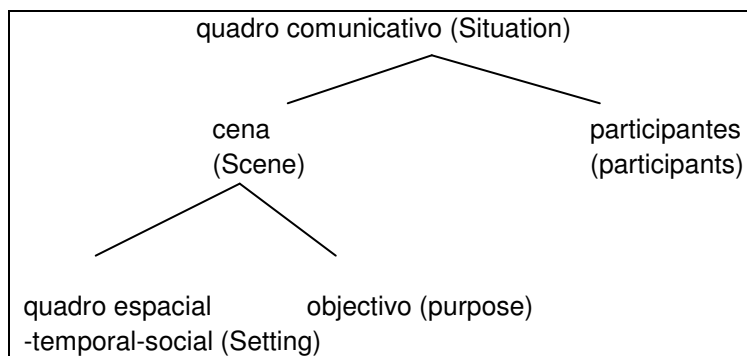 quadro comunicativo (Situation)
cena
(Scene)
participantes
(participants)
quadro espacial
-temporal-social (Setting)
objectivo (purpose)